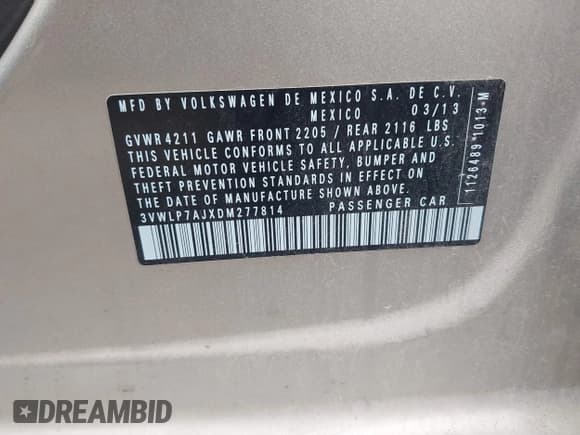 MFD BY VOLKSWAGEN DE MEXICO S.A. DE C.V.
MEXICO 03/13
GVWR 4211 GAWR FRONT 2205 / REAR 2116 LBS
THIS VEHICLE CONFORMS TO ALL APPLICABLE U.S.
FEDERAL MOTOR VEHICLE SAFETY, BUMPER AND
THEFT PREVENTION STANDARDS IN EFFECT ON
THE DATE OF MANUFACTURE SHOWN ABOVE.
3VWLP7AJXDM277814 PASSENGER CAR
1126489 1013-M
DREAMBID